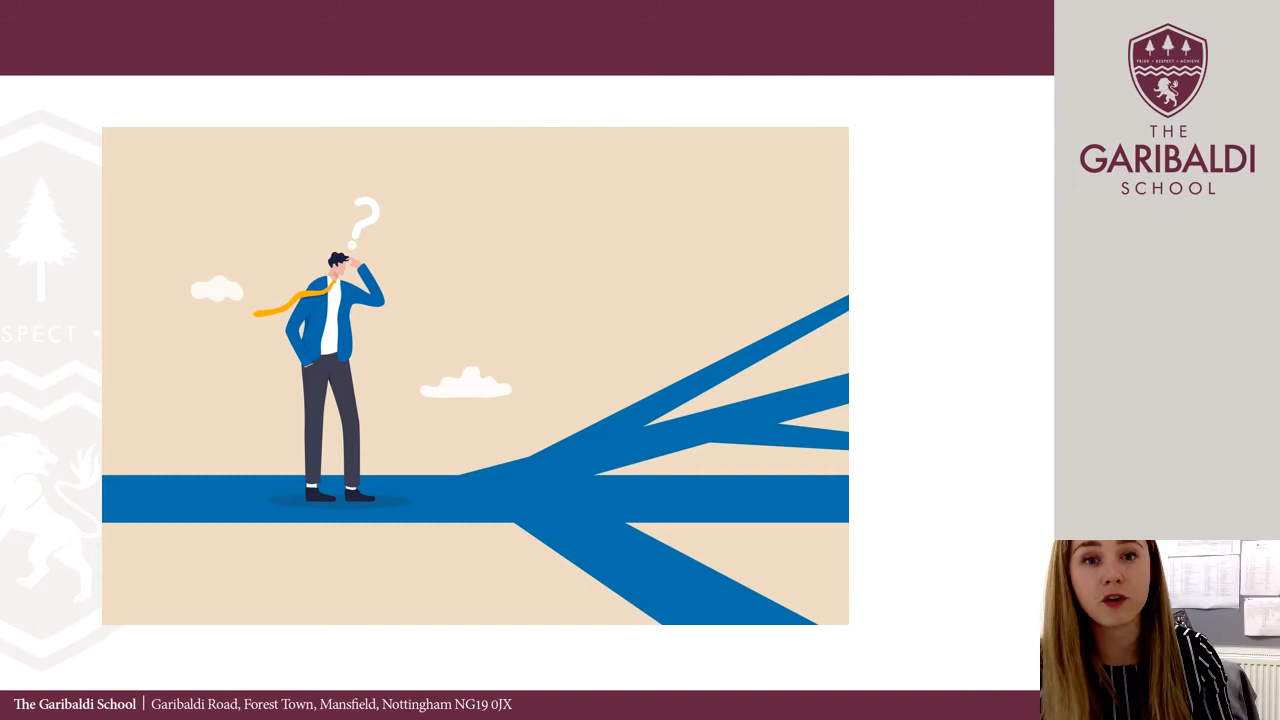 PRIDE • RESPECT • ACHIEVE
THE
GARIBALDI
SCHOOL
?
SPECT •
The Garibaldi School | Garibaldi Road, Forest Town, Mansfield, Nottingham NG19 0JX